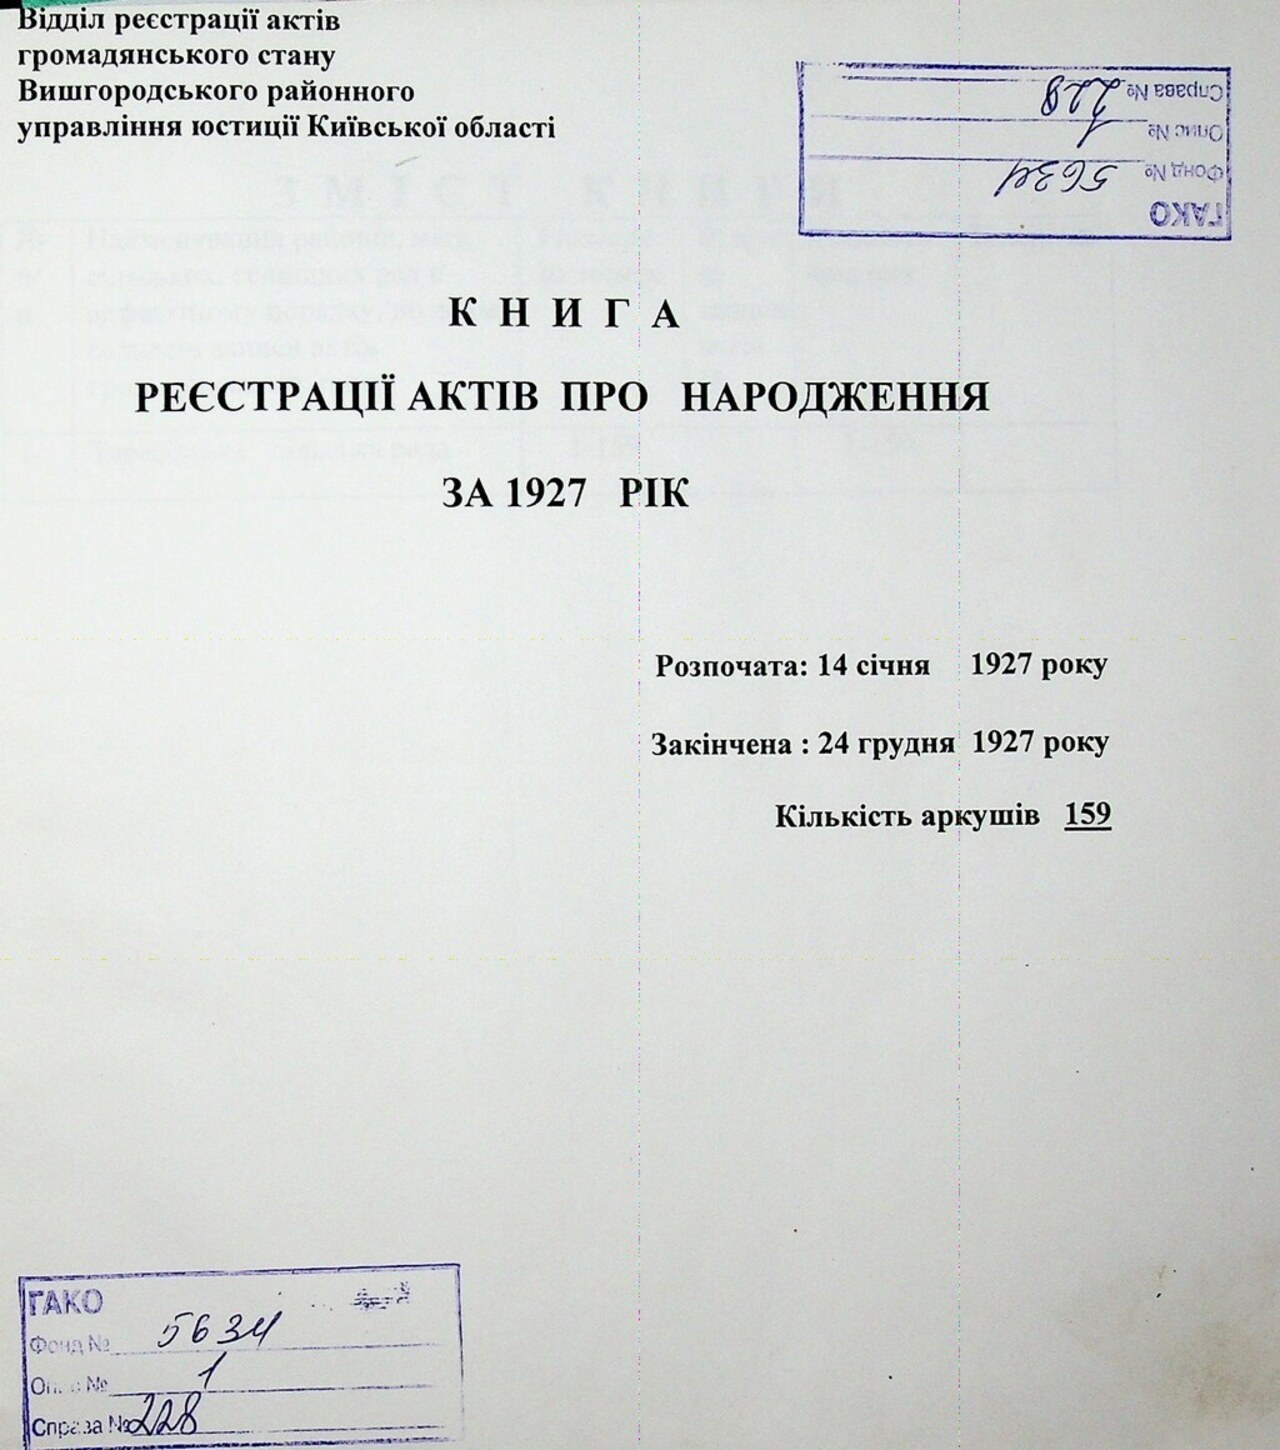 Відділ реєстрації актів
громадянського стану
Вишгородського районного
управління юстиції Київської області
ГАКО
Фонд № 5634
Опис № 1
Справа № 228
КНИГА
РЕЄСТРАЦІЇ АКТІВ ПРО НАРОДЖЕННЯ
ЗА 1927 РІК
Розпочата: 14 січня 1927 року
Закінчена : 24 грудня 1927 року
Кількість аркушів 159
ГАКО
Фонд № 5634
Опис № 1
Справа № 228